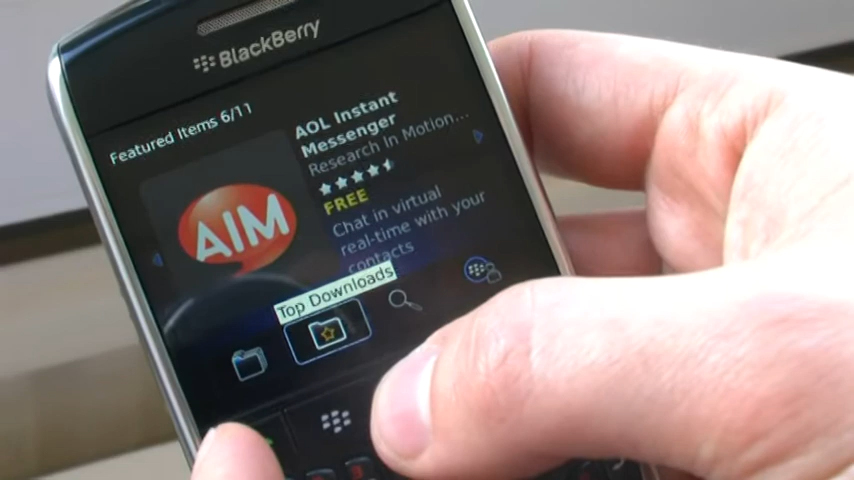 BlackBerry
Featured Items 6/11
AOL Instant
Messenger
Research In Motion...
FREE
Chat in virtual
real-time with your
contacts
AIM
Top Downloads